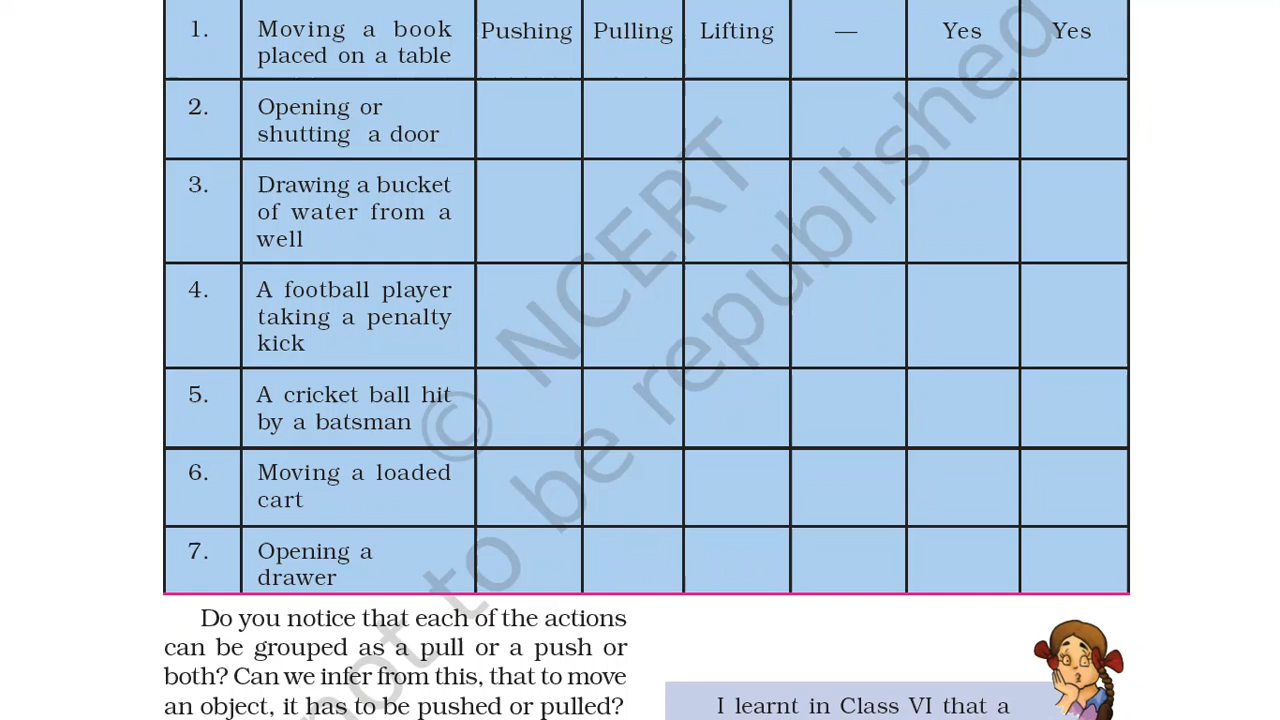 1. Moving a book Pushing Pulling Lifting — Yes Yes
placed on a table
2. Opening or
shutting a door
3. Drawing a bucket
of water from a
well
4. A football player
taking a penalty
kick
5. A cricket ball hit
by a batsman
6. Moving a loaded
cart
7. Opening a
drawer
© NCERT
not to be republished
Do you notice that each of the actions
can be grouped as a pull or a push or
both? Can we infer from this, that to move
an object, it has to be pushed or pulled?
I learnt in Class VI that a